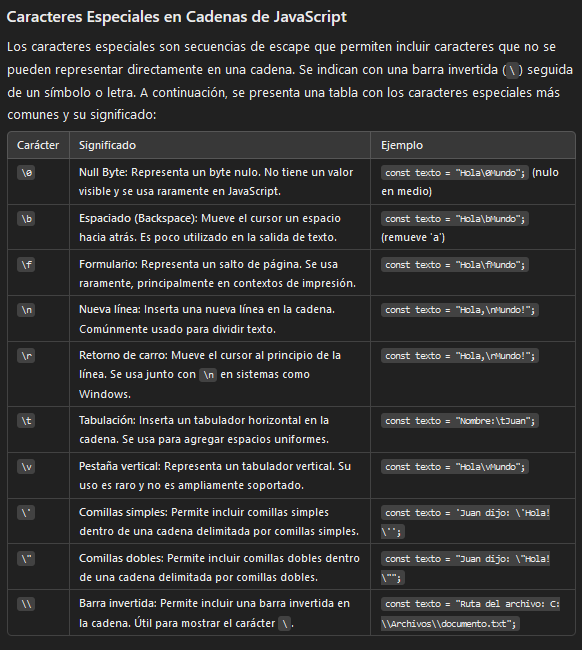 Caracteres Especiales en Cadenas de JavaScript
Los caracteres especiales son secuencias de escape que permiten incluir caracteres que no se
pueden representar directamente en una cadena. Se indican con una barra invertida ( \ ) seguida
de un símbolo o letra. A continuación, se presenta una tabla con los caracteres especiales más
comunes y su significado:
Carácter Significado Ejemplo
\0 Null Byte: Representa un byte nulo. No tiene un valor const texto = "Hola\0Mundo"; (nulo
visible y se usa raramente en JavaScript. en medio)
\b Espaciado (Backspace): Mueve el cursor un espacio const texto = "Hola\bMundo";
hacia atrás. Es poco utilizado en la salida de texto. (remueve 'a')
\f Formulario: Representa un salto de página. Se usa const texto = "Hola\fMundo";
raramente, principalmente en contextos de impresión.
\n Nueva línea: Inserta una nueva línea en la cadena. const texto = "Hola,\nMundo!";
Comúnmente usado para dividir texto.
\r Retorno de carro: Mueve el cursor al principio de la const texto = "Hola,\rMundo!";
línea. Se usa junto con \n en sistemas como
Windows.
\t Tabulación: Inserta un tabulador horizontal en la const texto = "Nombre:\tJuan";
cadena. Se usa para agregar espacios uniformes.
\v Pestaña vertical: Representa un tabulador vertical. Su const texto = "Hola\vMundo";
uso es raro y no es ampliamente soportado.
\' Comillas simples: Permite incluir comillas simples const texto = 'Juan dijo: \'Hola!
dentro de una cadena delimitada por comillas simples. \'';
\" Comillas dobles: Permite incluir comillas dobles dentro const texto = "Juan dijo: \"Hola!
de una cadena delimitada por comillas dobles. \"";
\\ Barra invertida: Permite incluir una barra invertida en const texto = "Ruta del archivo: C:
la cadena. Útil para mostrar el carácter \ . \\Archivos\\documento.txt";